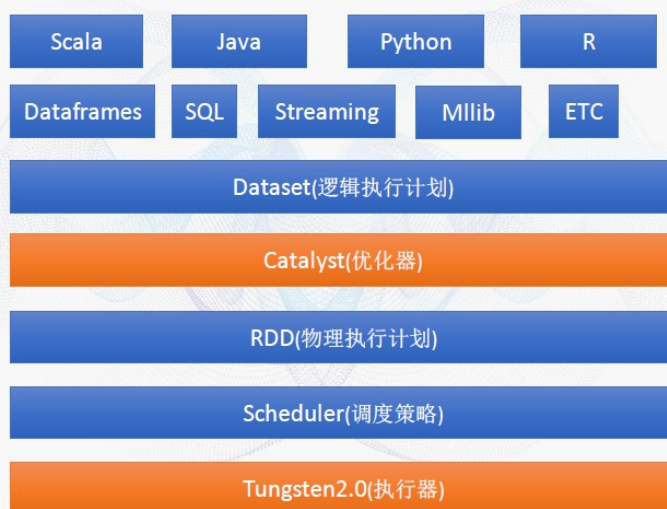 Scala Java Python R
Dataframes SQL Streaming Mllib ETC
Dataset(逻辑执行计划)
Catalyst(优化器)
RDD(物理执行计划)
Scheduler(调度策略)
Tungsten2.0(执行器)